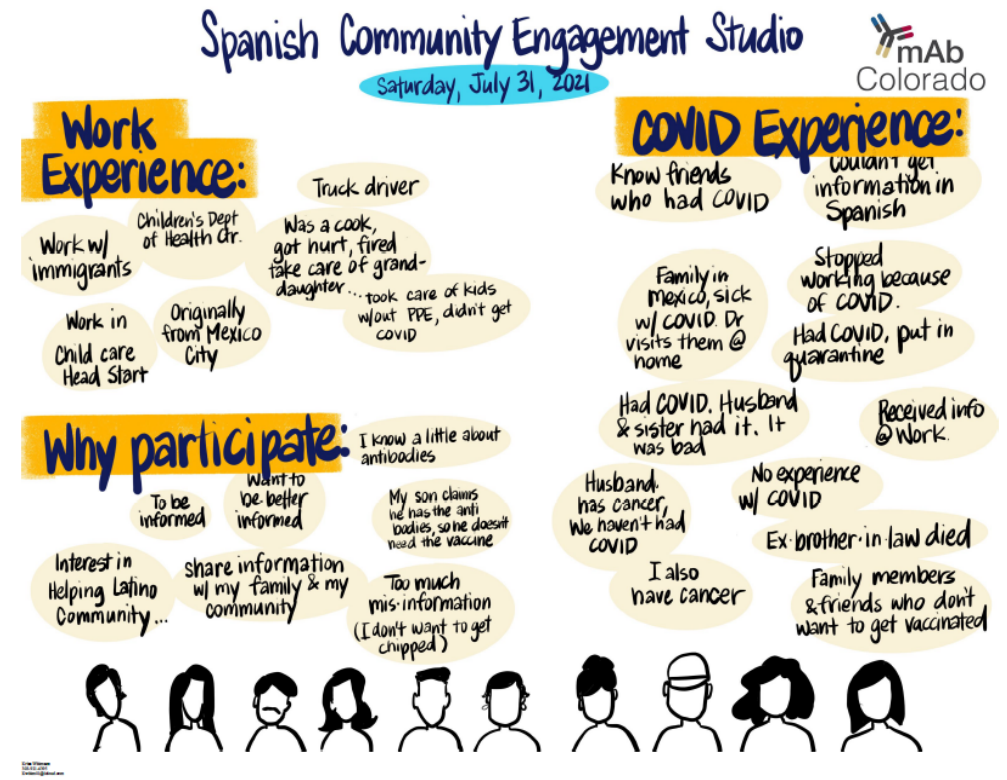 Spanish Community Engagement Studio
Saturday, July 31, 2021
mAb
Colorado
Work
Experience:
Truck driver
Children's Dept
of Health Ctr.
Work w/
immigrants
Was a cook,
got hurt, fired
take care of grand-
daughter...
took care of kids
w/out PPE, didn't get
COVID
Work in
Child care
Head Start
Originally
from Mexico
City
Why participate:
I know a little about
antibodies
To be
informed
Want to
be better
informed
My son claims
he has the anti
bodies, so he doesn't
need the vaccine
Interest in
Helping Latino
Community...
share information
w/ my family & my
community
Too much
mis-information
(I don't want to get
chipped)
COVID Experience:
Know friends
who had COVID
Couldn't get
information in
Spanish
Family in
Mexico, sick
w/ COVID. Dr
visits them @
home
Stopped
working because
of COVID.
Had COVID, put in
quarantine
Had COVID. Husband
& sister had it. It
was bad
Received info
@ Work.
Husband
has cancer,
We haven't had
COVID
No experience
w/ COVID
Ex-brother-in-law died
I also
have cancer
Family members
& friends who don't
want to get vaccinated